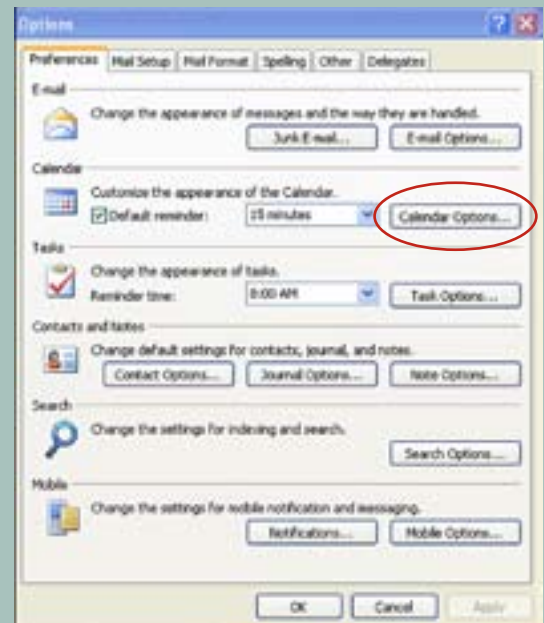 Options
Preferences Mail Setup Mail Format Spelling Other Delegates
E-mail
Change the appearance of messages and the way they are handled.
Junk E-mail... E-mail Options...
Calendar
Customize the appearance of the Calendar.
Default reminder: 15 minutes Calendar Options...
Tasks
Change the appearance of tasks.
Reminder time: 8:00 AM Task Options...
Contacts and Notes
Change default settings for contacts, journal, and notes.
Contact Options... Journal Options... Note Options...
Search
Change the settings for indexing and search.
Search Options...
Mobile
Change the settings for mobile notification and messaging.
Notifications... Mobile Options...
OK Cancel Apply